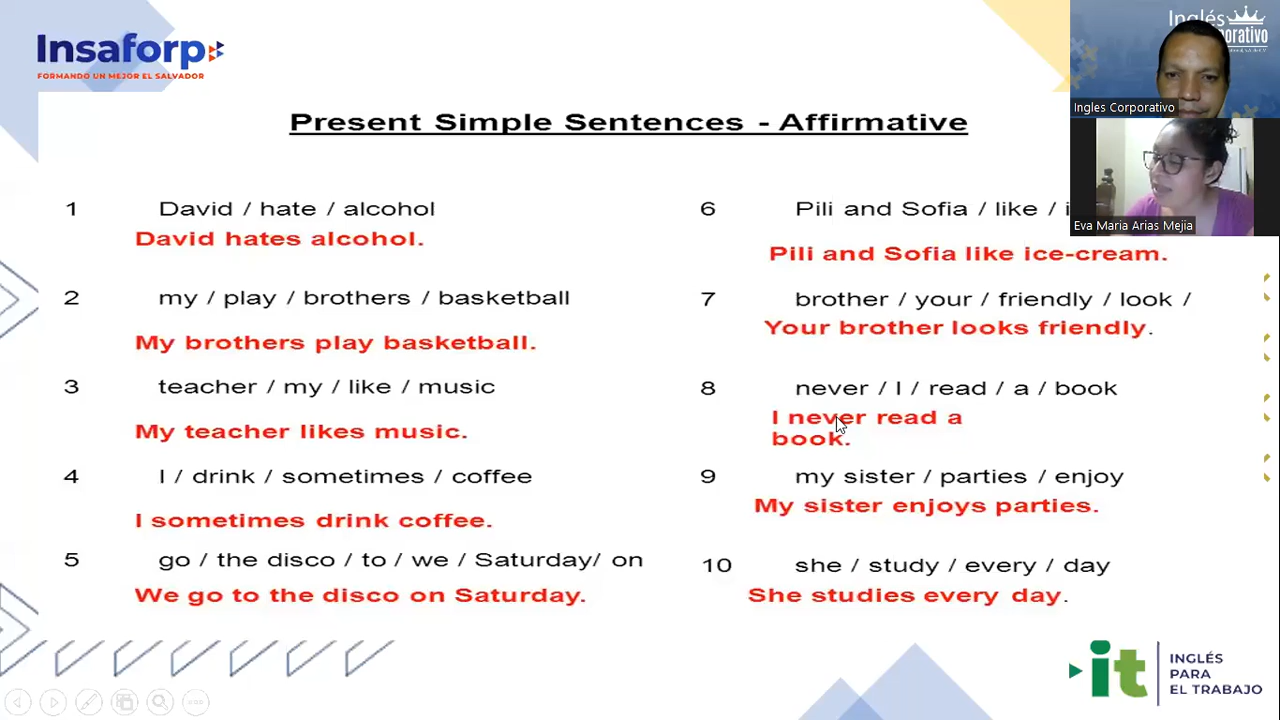 Insaforp
FORMANDO UN MEJOR EL SALVADOR
Inglés
Ingles Corporativo
Eva Maria Arias Mejia
Present Simple Sentences - Affirmative
1 David / hate / alcohol
David hates alcohol.
2 my / play / brothers / basketball
My brothers play basketball.
3 teacher / my / like / music
My teacher likes music.
4 I / drink / sometimes / coffee
I sometimes drink coffee.
5 go / the disco / to / we / Saturday/ on
We go to the disco on Saturday.
6 Pili and Sofia / like /
Pili and Sofia like ice-cream.
7 brother / your / friendly / look /
Your brother looks friendly.
8 never / I / read / a / book
I never read a
book.
9 my sister / parties / enjoy
My sister enjoys parties.
10 she / study / every / day
She studies every day.
it
INGLÉS
PARA
EL TRABAJO